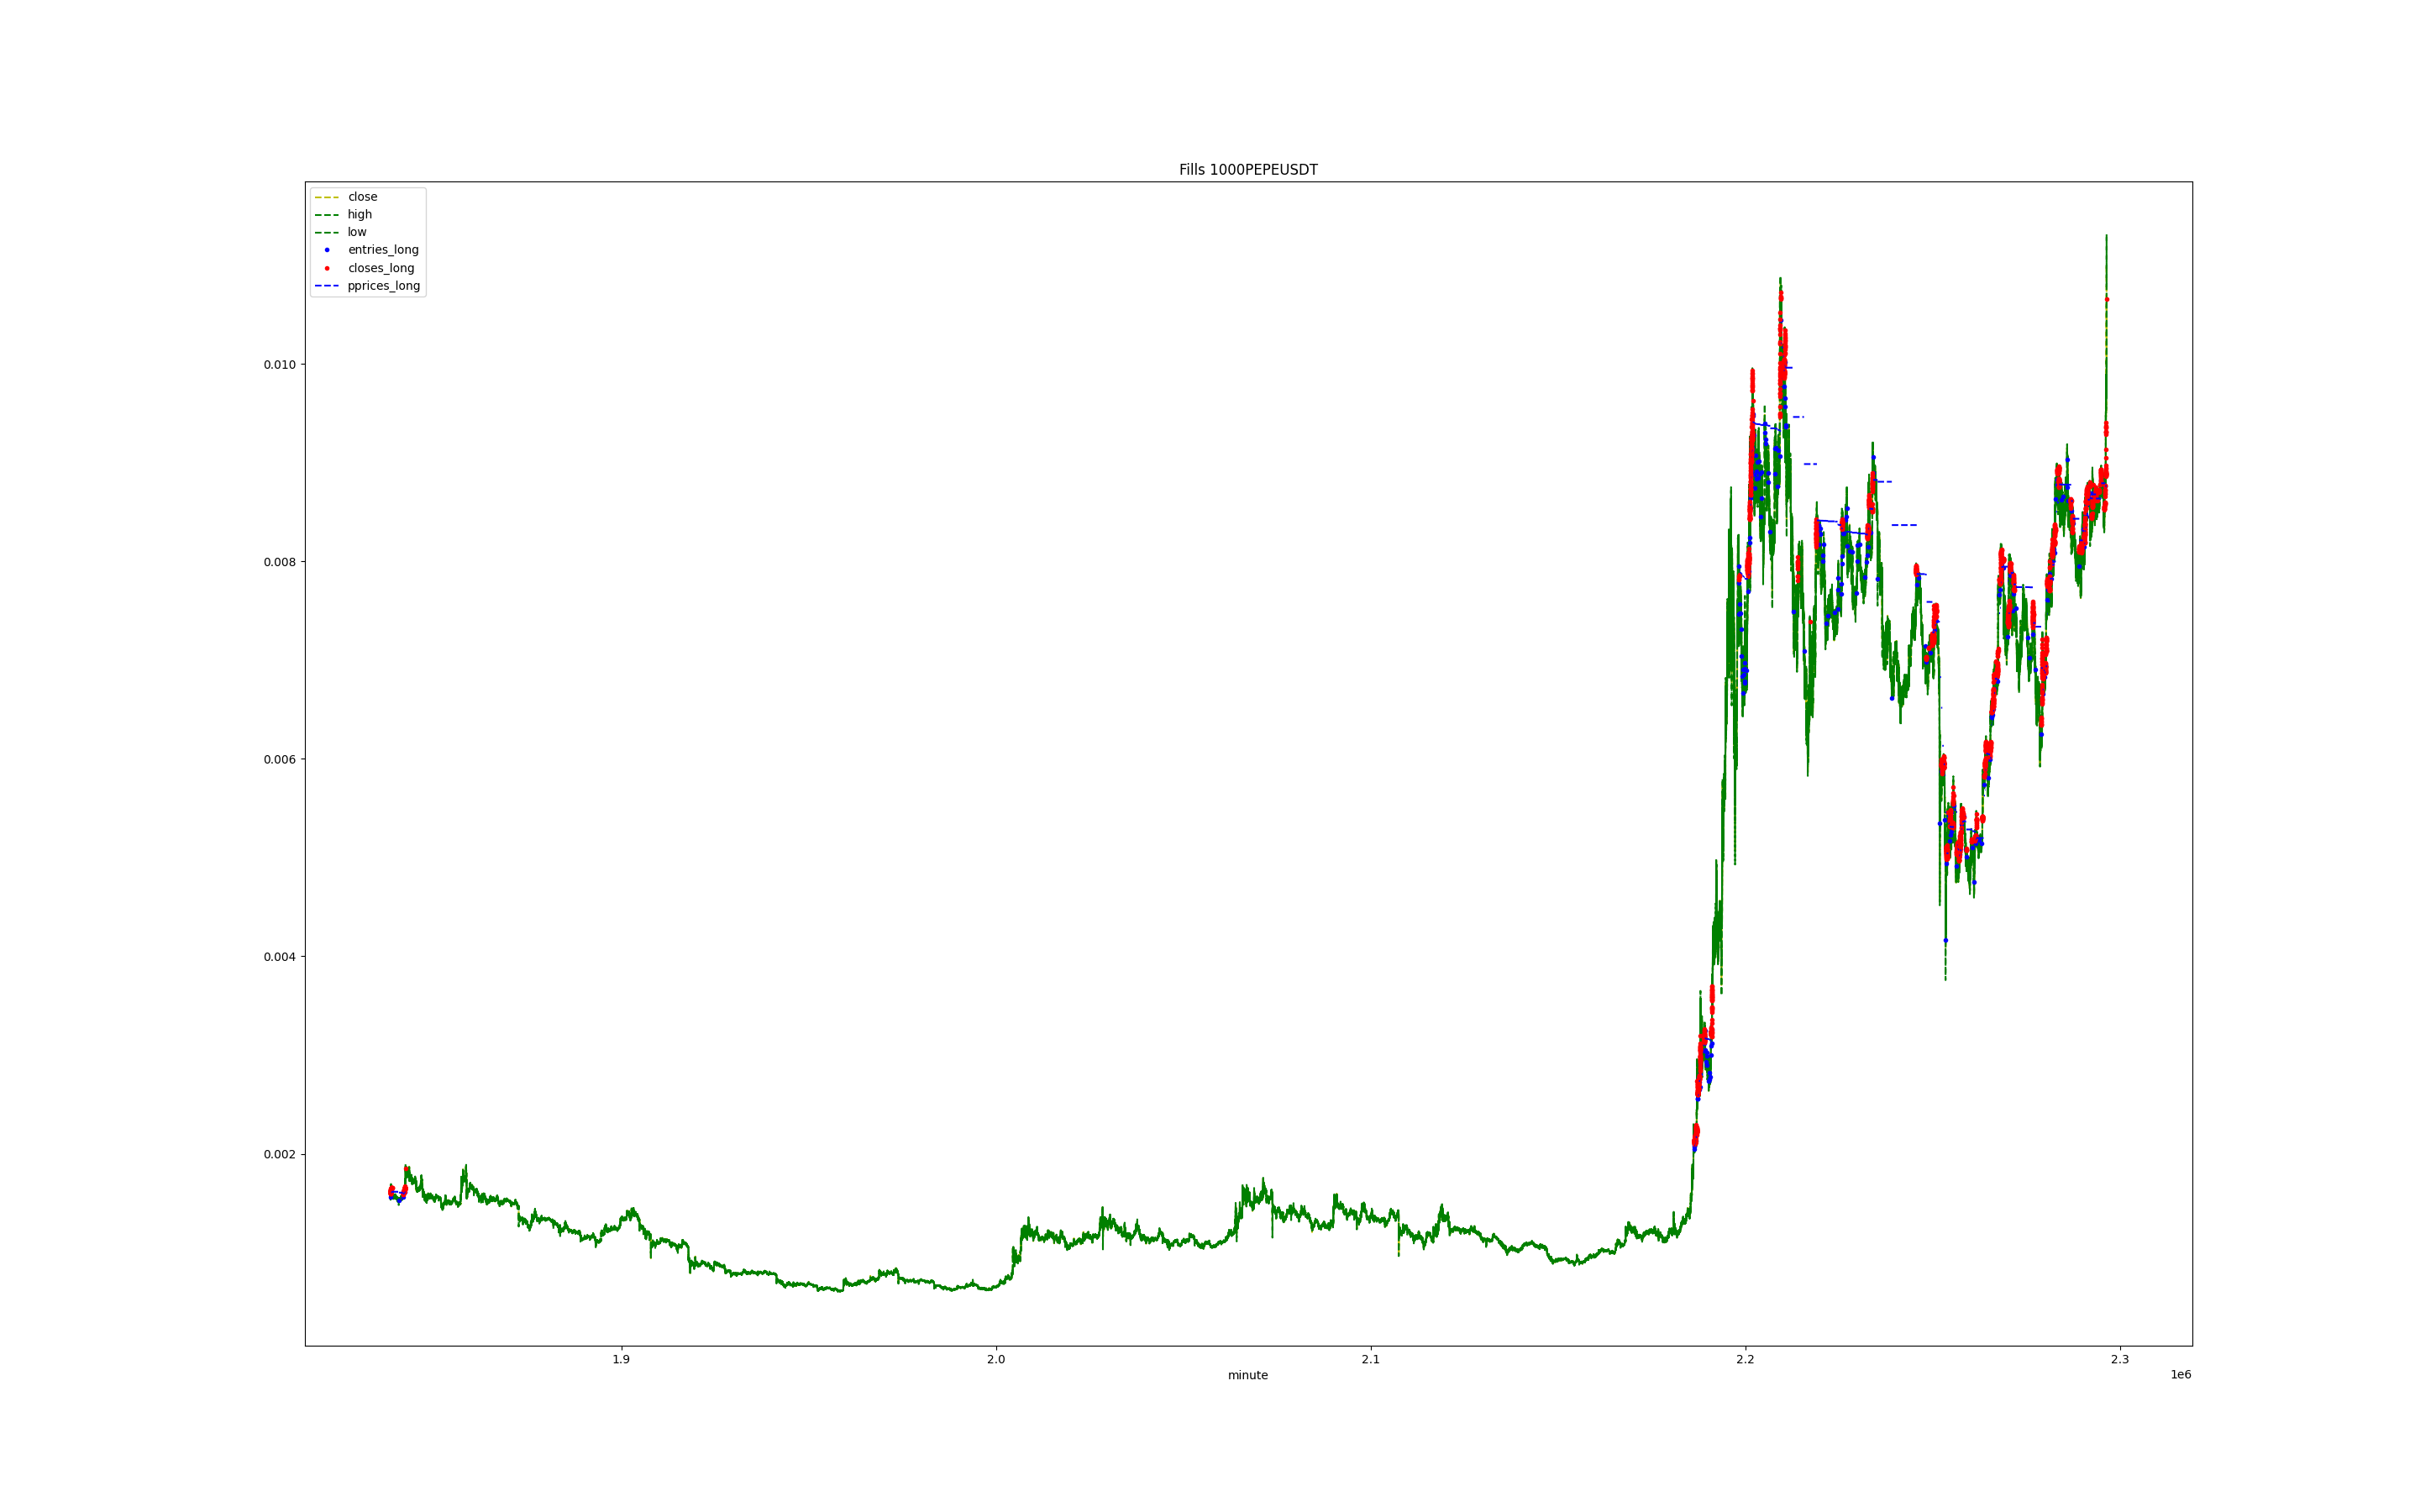 Fills 1000PEPEUSDT
close
high
low
entries_long
closes_long
pprices_long
0.010
0.008
0.006
0.004
0.002
1.9 2.0 2.1 2.2 2.3
minute 1e6